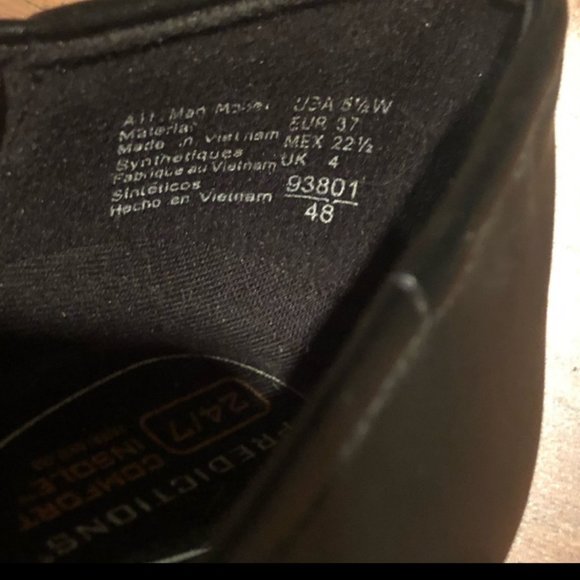 All Man Made USA 6½W
Material EUR 37
Made in Vietnam MEX 22½
Synthetiques UK 4
Fabrique au Vietnam
Sintéticos 93801
Hecho en Vietnam 48
PREDICTIONS
24/7
COMFORT
INSOLE